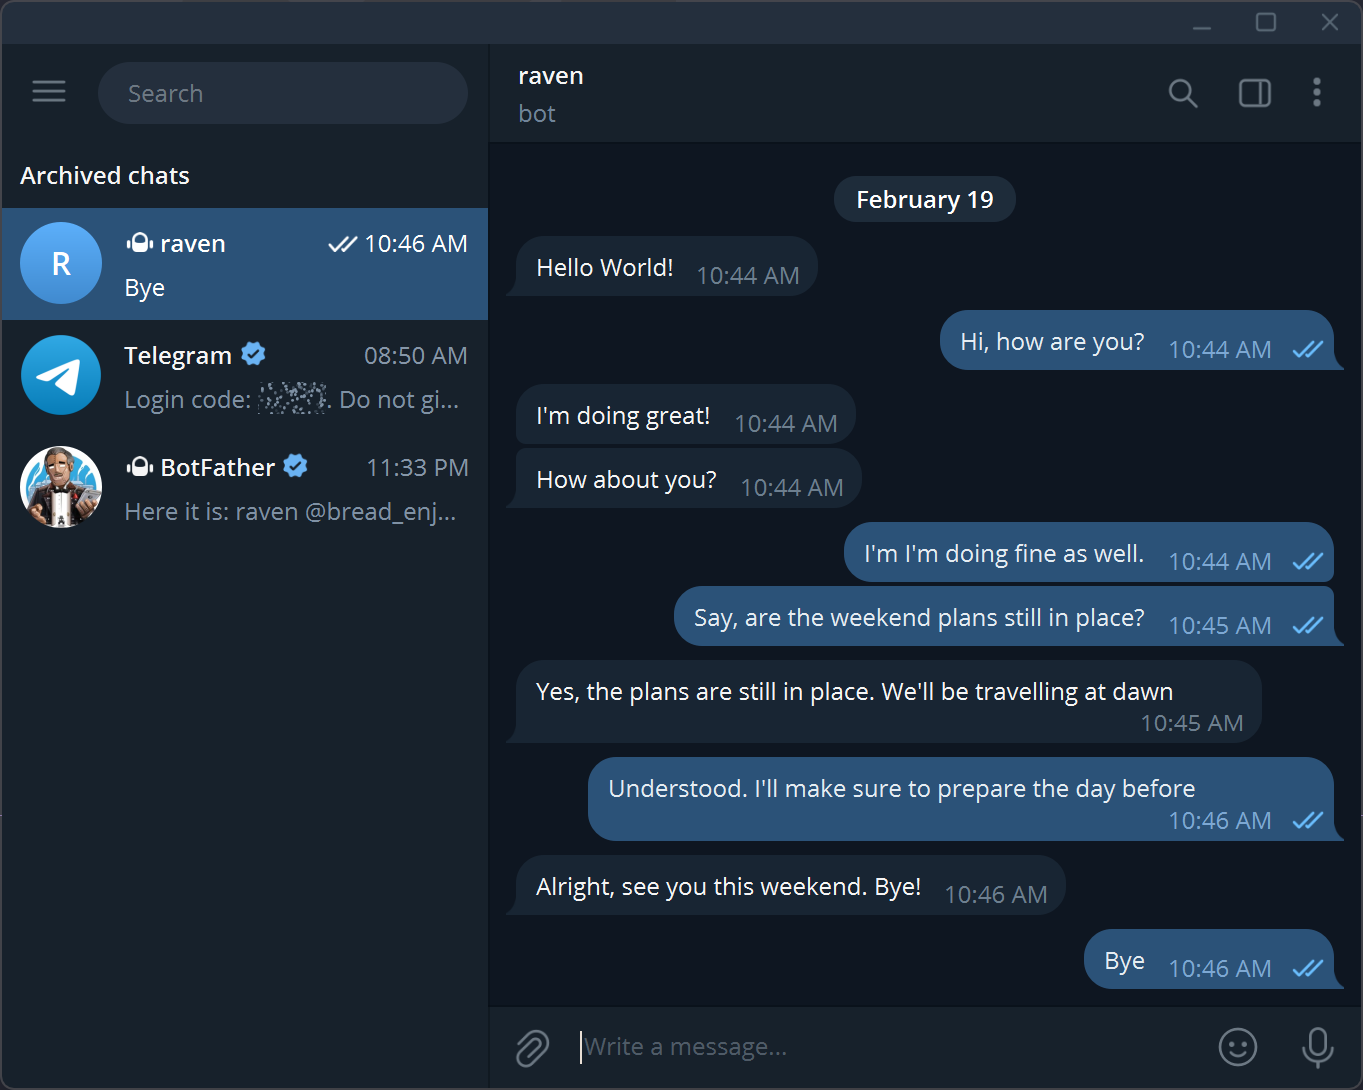 Search
Archived chats
R
raven
10:46 AM
Bye
Telegram
08:50 AM
Login code: . Do not gi...
BotFather
11:33 PM
Here it is: raven @bread_enj...
raven
bot
February 19
Hello World! 10:44 AM
Hi, how are you? 10:44 AM
I'm doing great! 10:44 AM
How about you? 10:44 AM
I'm I'm doing fine as well. 10:44 AM
Say, are the weekend plans still in place? 10:45 AM
Yes, the plans are still in place. We'll be travelling at dawn
10:45 AM
Understood. I'll make sure to prepare the day before
10:46 AM
Alright, see you this weekend. Bye! 10:46 AM
Bye 10:46 AM
Write a message...